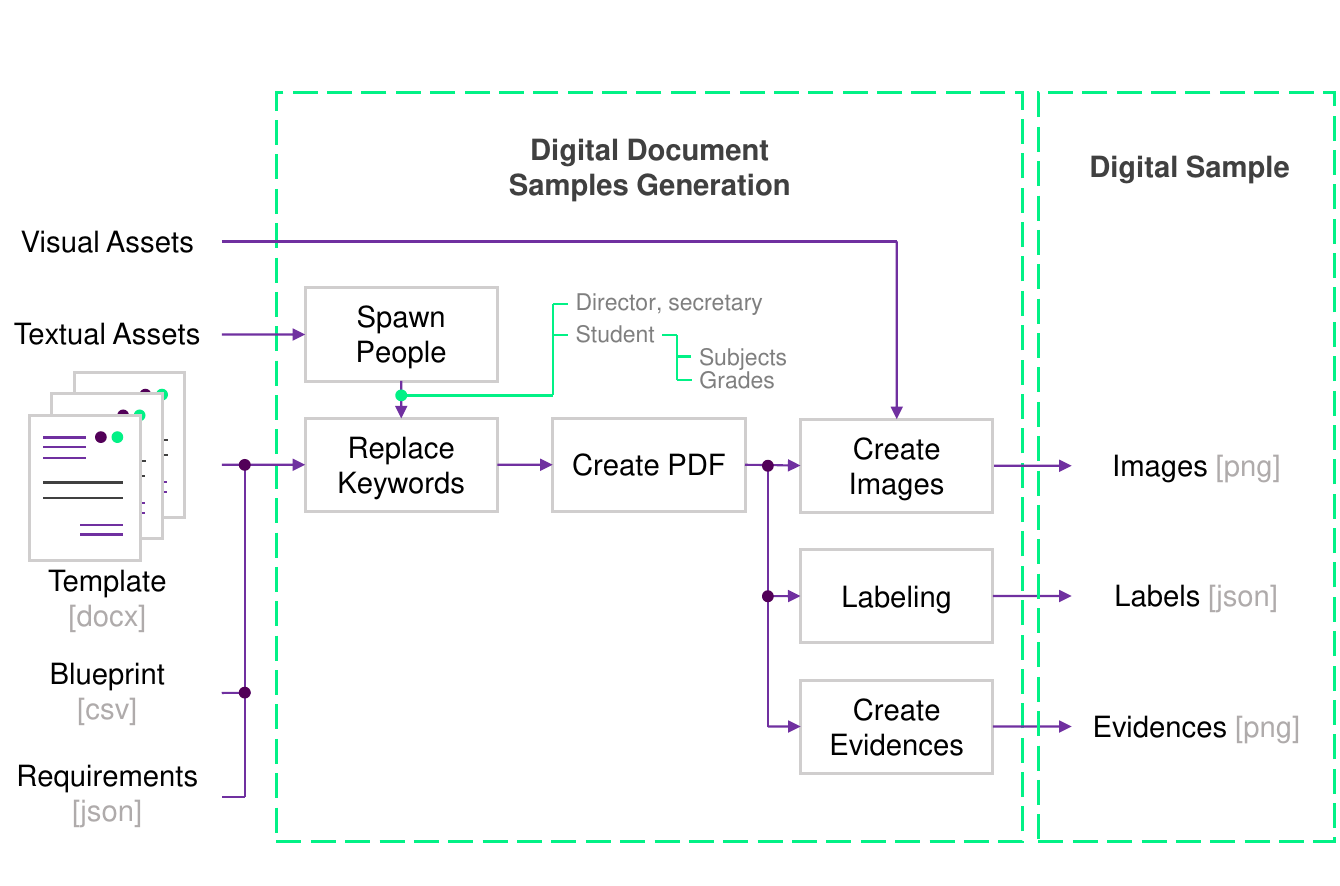 Digital Document
Samples Generation
Digital Sample
Visual Assets
Textual Assets
Spawn
People
Director, secretary
Student
Subjects
Grades
Replace
Keywords
Create PDF
Create
Images
Images [png]
Template
[docx]
Labeling
Labels [json]
Blueprint
[csv]
Create
Evidences
Evidences [png]
Requirements
[json]